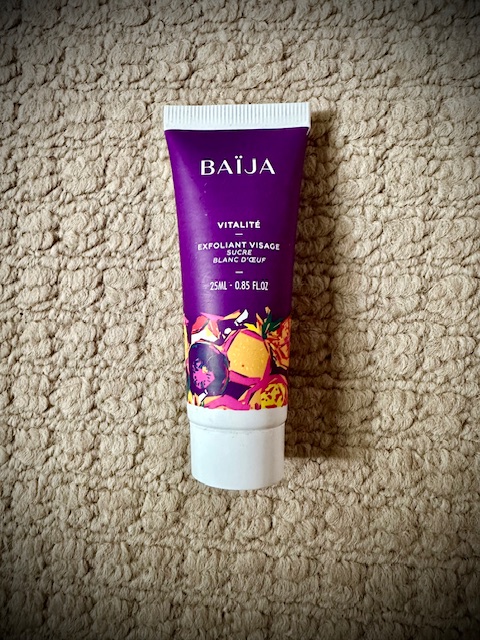 BAÏJA
VITALITÉ
EXFOLIANT VISAGE
SUCRE
BLANC D'ŒUF
25ML - 0.85 FL.OZ